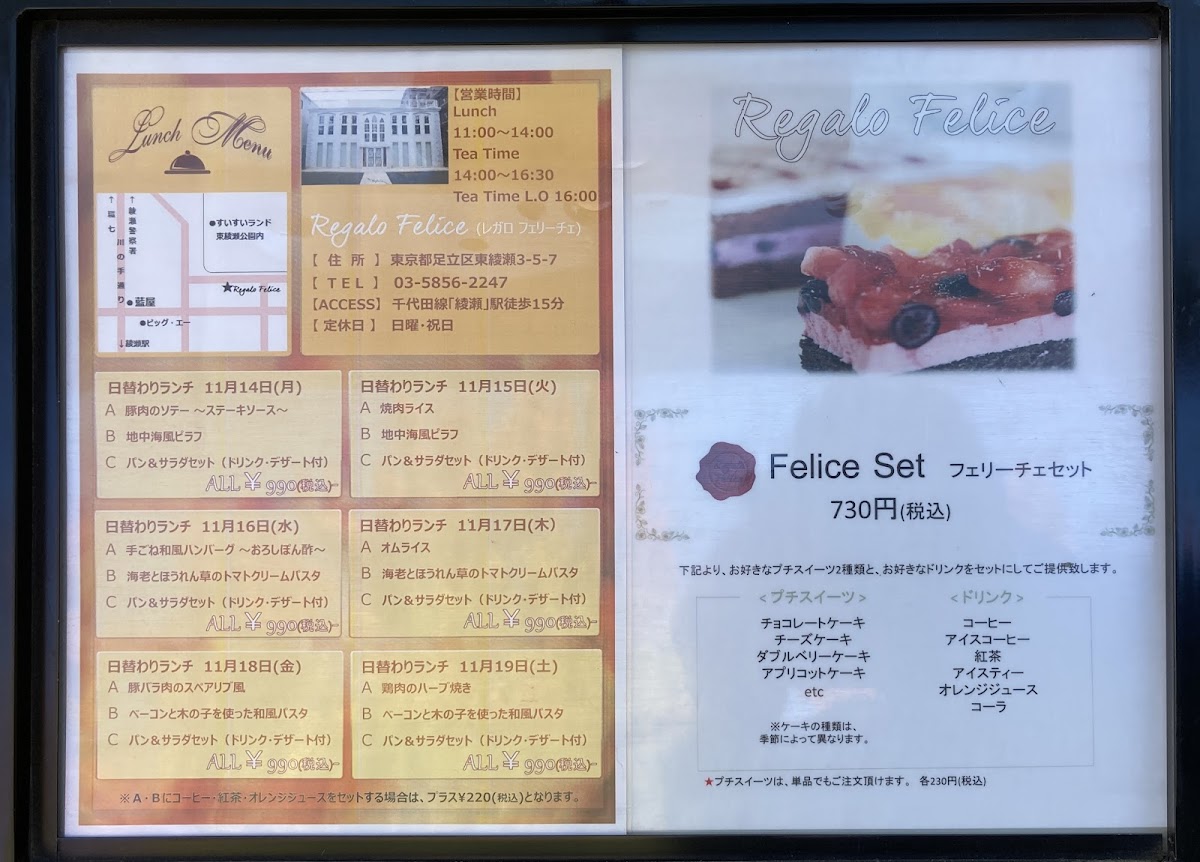 Lunch Menu
【営業時間】
Lunch
11:00～14:00
Tea Time
14:00～16:30
Tea Time L.O 16:00
↑環七
↑綾瀬警察署
川の手通り
●すいすいランド
東綾瀬公園内
★Regalo Felice
●藍屋
●ビッグ・エー
↓綾瀬駅
Regalo Felice (レガロ フェリーチェ)
【 住 所 】 東京都足立区東綾瀬3-5-7
【 T E L 】 03-5856-2247
【ACCESS】 千代田線｢綾瀬｣駅徒歩15分
【 定休日 】 日曜･祝日
日替わりランチ 11月14日(月)
A 豚肉のソテー ～ステーキソース～
B 地中海風ピラフ
C パン＆サラダセット（ドリンク･デザート付）
ALL ¥ 990(税込)
日替わりランチ 11月15日(火)
A 焼肉ライス
B 地中海風ピラフ
C パン＆サラダセット（ドリンク･デザート付）
ALL ¥ 990(税込)
日替わりランチ 11月16日(水)
A 手ごね和風ハンバーグ ～おろしぽん酢～
B 海老とほうれん草のトマトクリームパスタ
C パン＆サラダセット（ドリンク･デザート付）
ALL ¥ 990(税込)
日替わりランチ 11月17日(木)
A オムライス
B 海老とほうれん草のトマトクリームパスタ
C パン＆サラダセット（ドリンク･デザート付）
ALL ¥ 990(税込)
日替わりランチ 11月18日(金)
A 豚バラ肉のスペアリブ風
B ベーコンと木の子を使った和風パスタ
C パン＆サラダセット（ドリンク･デザート付）
ALL ¥ 990(税込)
日替わりランチ 11月19日(土)
A 鶏肉のハーブ焼き
B ベーコンと木の子を使った和風パスタ
C パン＆サラダセット（ドリンク･デザート付）
ALL ¥ 990(税込)
※A・Bにコーヒー・紅茶・オレンジジュースをセットする場合は、プラス¥220(税込)となります。
Regalo Felice
Felice Set フェリーチェセット
730円(税込)
下記より、お好きなプチスイーツ2種類と、お好きなドリンクをセットにしてご提供致します。
＜プチスイーツ＞
チョコレートケーキ
チーズケーキ
ダブルベリーケーキ
アプリコットケーキ
etc
※ケーキの種類は、
季節によって異なります。
＜ドリンク＞
コーヒー
アイスコーヒー
紅茶
アイスティー
オレンジジュース
コーラ
★プチスイーツは、単品でもご注文頂けます。 各230円(税込)